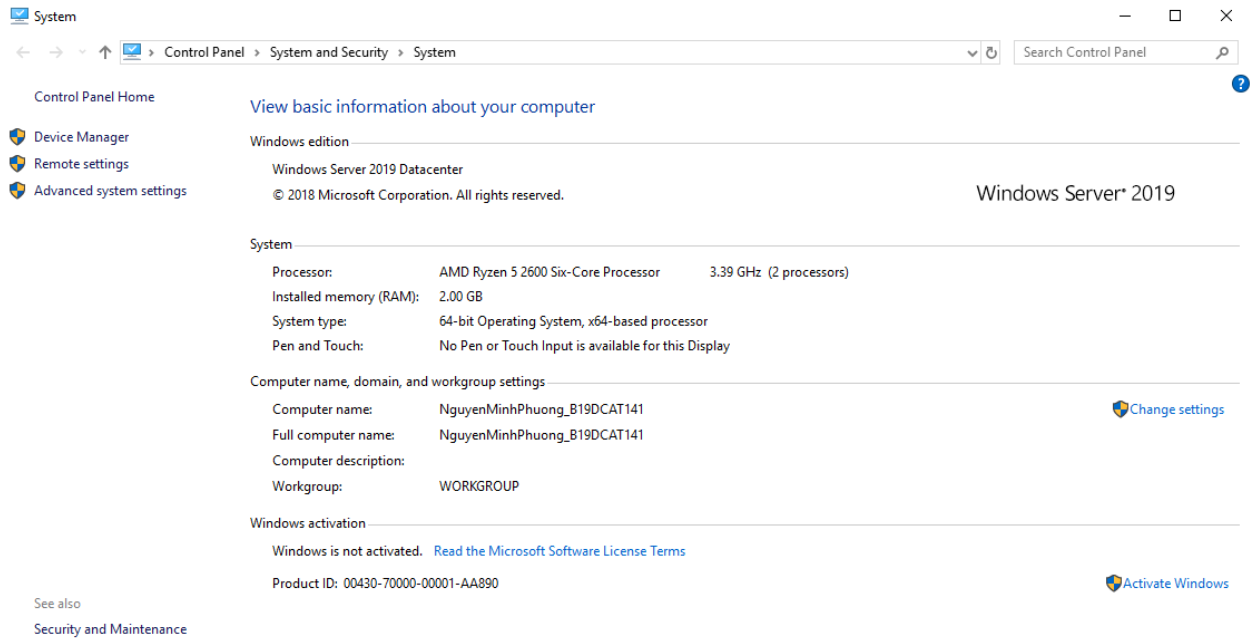 System
Control Panel > System and Security > System
Search Control Panel
Control Panel Home
Device Manager
Remote settings
Advanced system settings
See also
Security and Maintenance
View basic information about your computer
Windows edition
Windows Server 2019 Datacenter
© 2018 Microsoft Corporation. All rights reserved.
Windows Server® 2019
System
Processor: AMD Ryzen 5 2600 Six-Core Processor 3.39 GHz (2 processors)
Installed memory (RAM): 2.00 GB
System type: 64-bit Operating System, x64-based processor
Pen and Touch: No Pen or Touch Input is available for this Display
Computer name, domain, and workgroup settings
Computer name: NguyenMinhPhuong_B19DCAT141 Change settings
Full computer name: NguyenMinhPhuong_B19DCAT141
Computer description:
Workgroup: WORKGROUP
Windows activation
Windows is not activated. Read the Microsoft Software License Terms
Product ID: 00430-70000-00001-AA890 Activate Windows